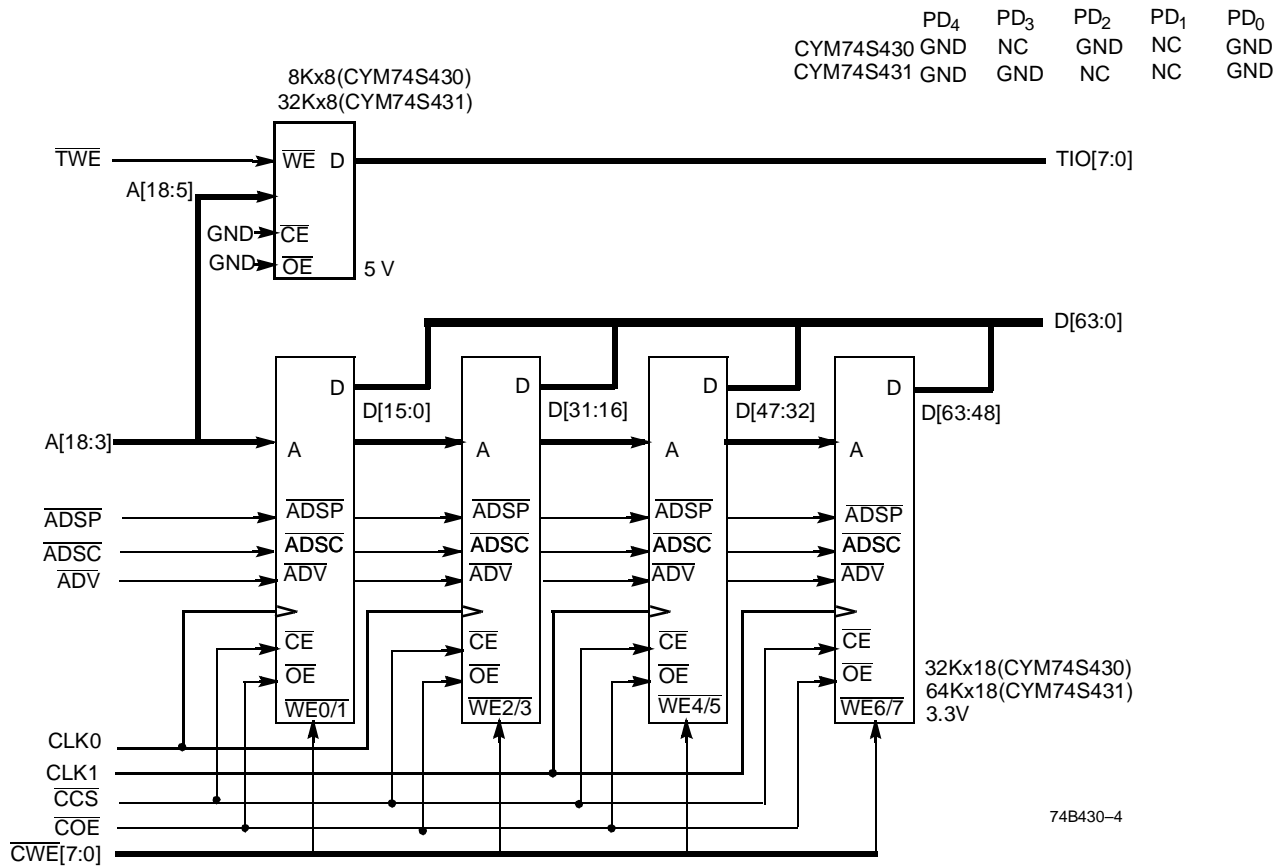 PD4 PD3 PD2 PD1 PD0
CYM74S430 GND NC GND NC GND
CYM74S431 GND GND NC NC GND
8Kx8(CYM74S430)
32Kx8(CYM74S431)
TWE WE D TIO[7:0]
A[18:5]
GND CE
GND OE 5 V
D[63:0]
D D D D
D[15:0] D[31:16] D[47:32] D[63:48]
A[18:3] A A A A
ADSP ADSP ADSP ADSP ADSP
ADSC ADSC ADSC ADSC ADSC
ADV ADV ADV ADV ADV
CE CE CE CE
OE OE OE OE
32Kx18(CYM74S430)
64Kx18(CYM74S431)
3.3V
WE0/1 WE2/3 WE4/5 WE6/7
CLK0
CLK1
CCS
COE
CWE[7:0]
74B430–4